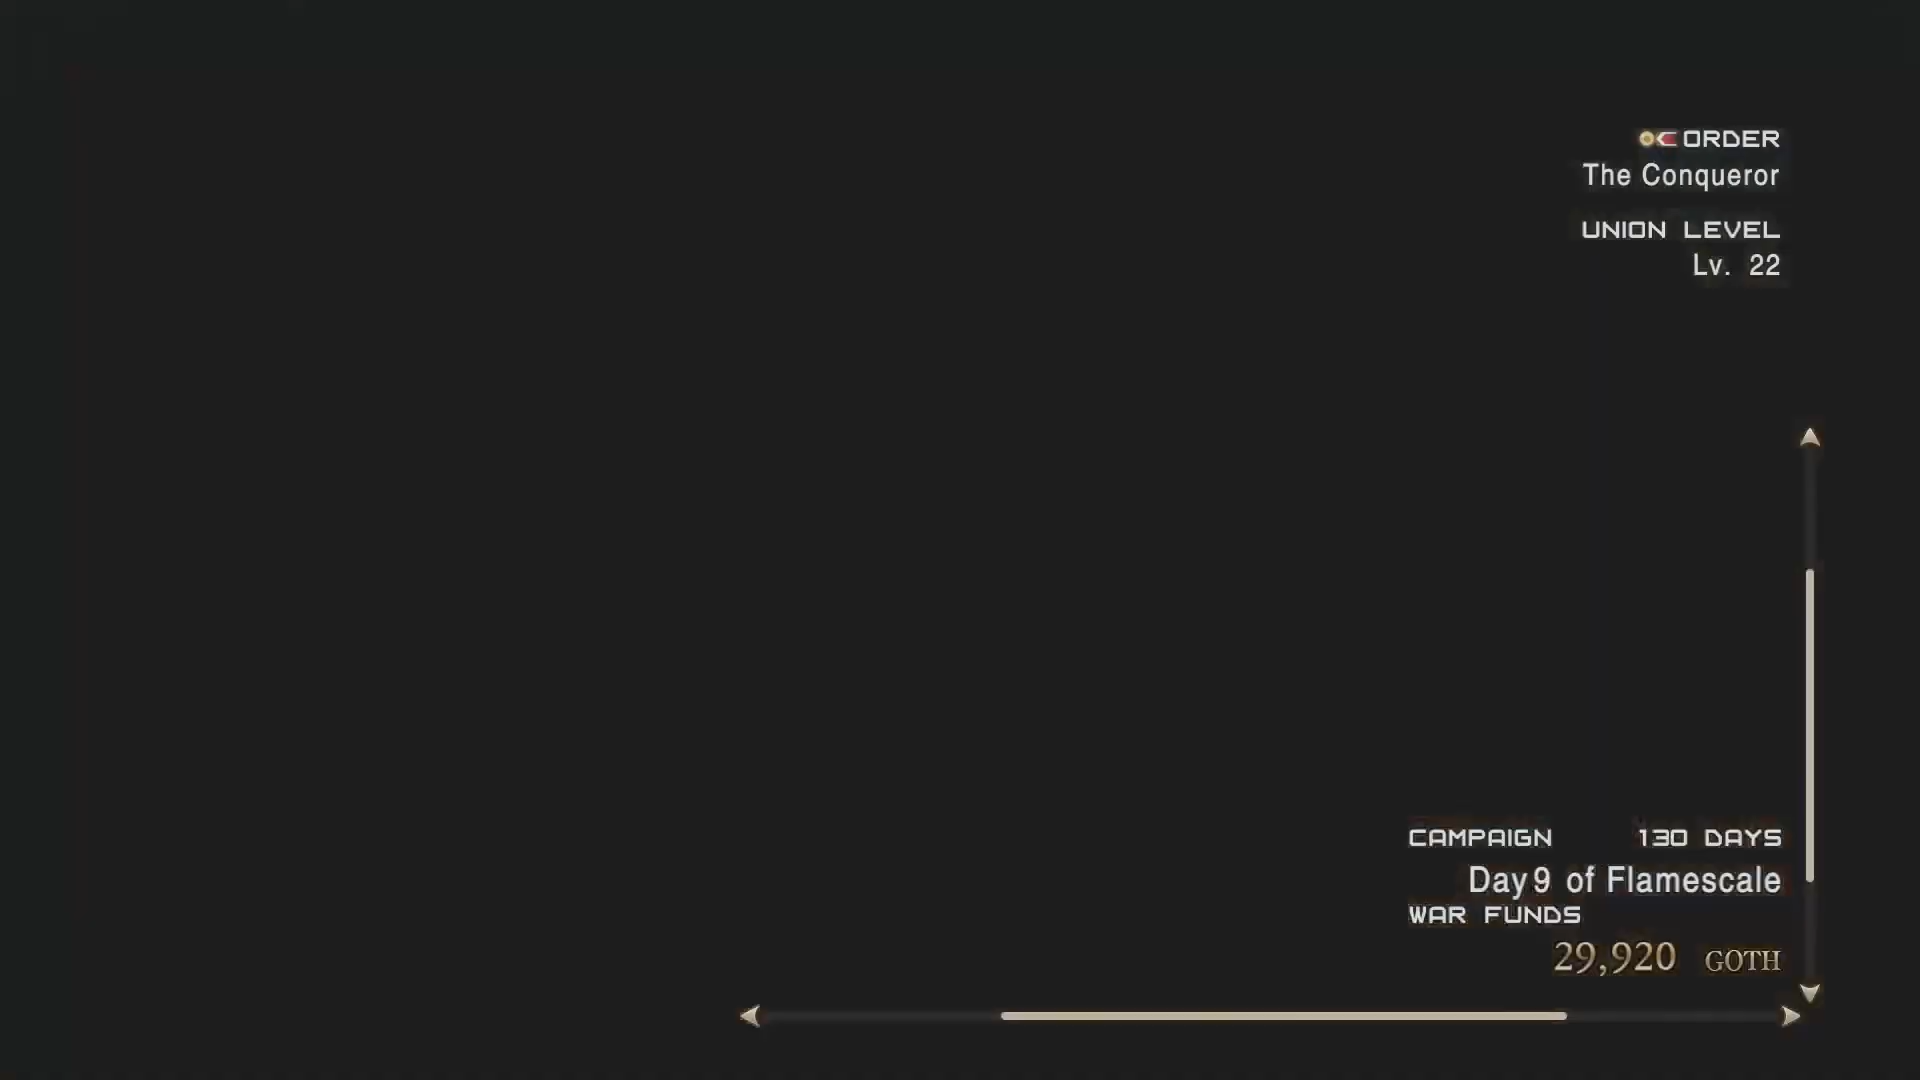 ORDER
The Conqueror
UNION LEVEL
Lv. 22
CAMPAIGN 130 DAYS
Day 9 of Flamescale
WAR FUNDS
29,920 GOTH